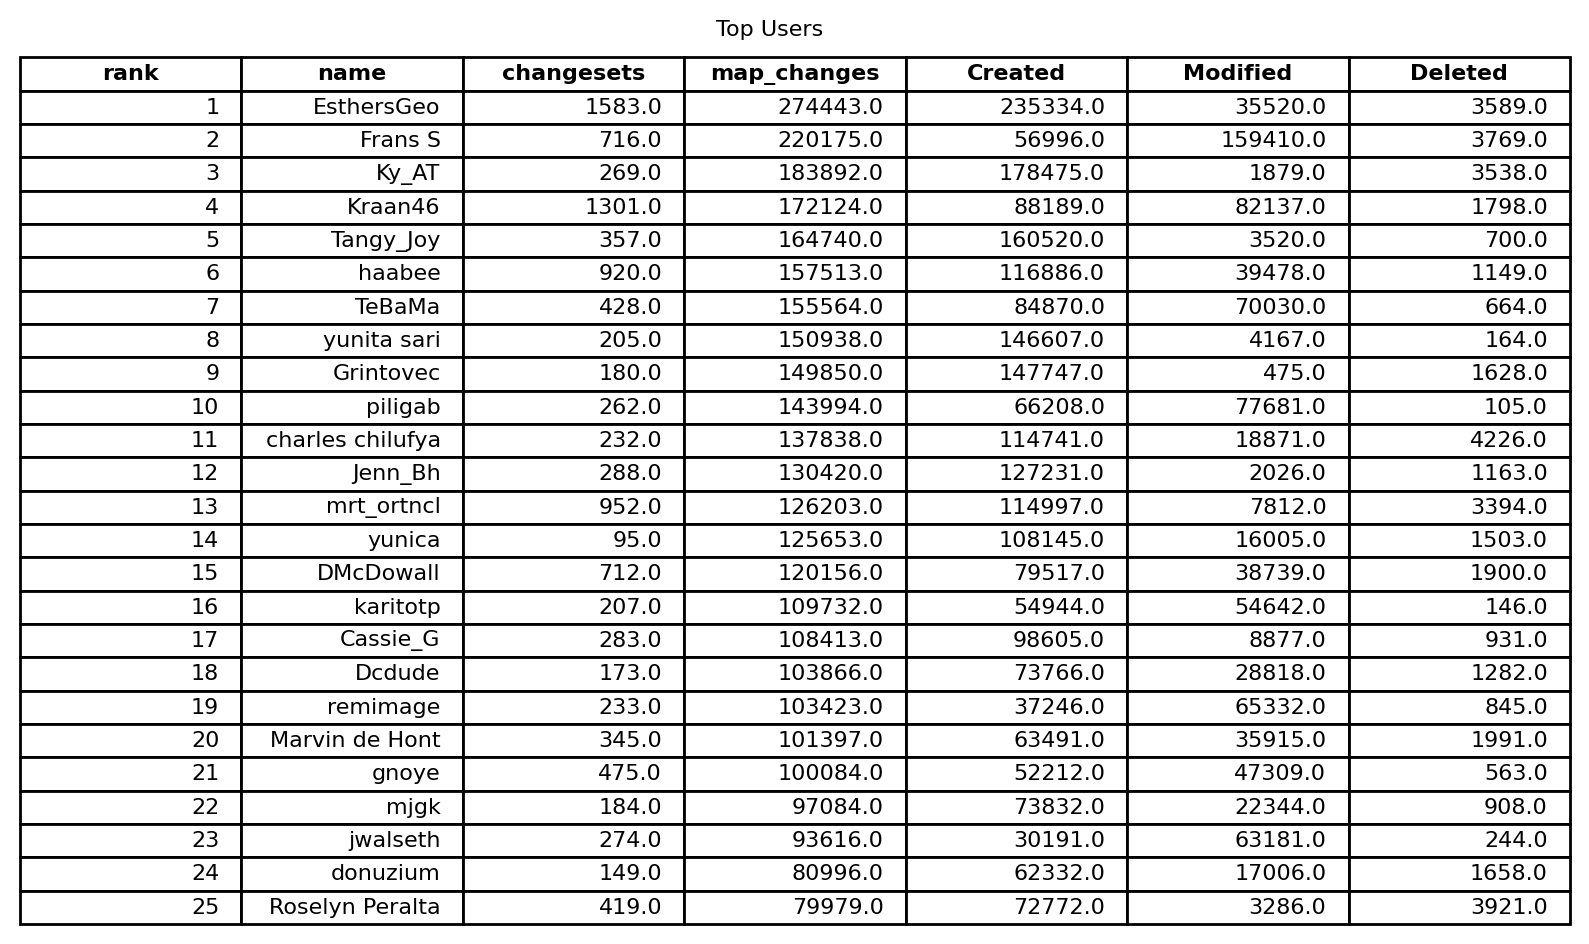 Top Users
rank name changesets map_changes Created Modified Deleted
1 EsthersGeo 1583.0 274443.0 235334.0 35520.0 3589.0
2 Frans S 716.0 220175.0 56996.0 159410.0 3769.0
3 Ky_AT 269.0 183892.0 178475.0 1879.0 3538.0
4 Kraan46 1301.0 172124.0 88189.0 82137.0 1798.0
5 Tangy_Joy 357.0 164740.0 160520.0 3520.0 700.0
6 haabee 920.0 157513.0 116886.0 39478.0 1149.0
7 TeBaMa 428.0 155564.0 84870.0 70030.0 664.0
8 yunita sari 205.0 150938.0 146607.0 4167.0 164.0
9 Grintovec 180.0 149850.0 147747.0 475.0 1628.0
10 piligab 262.0 143994.0 66208.0 77681.0 105.0
11 charles chilufya 232.0 137838.0 114741.0 18871.0 4226.0
12 Jenn_Bh 288.0 130420.0 127231.0 2026.0 1163.0
13 mrt_ortncl 952.0 126203.0 114997.0 7812.0 3394.0
14 yunica 95.0 125653.0 108145.0 16005.0 1503.0
15 DMcDowall 712.0 120156.0 79517.0 38739.0 1900.0
16 karitotp 207.0 109732.0 54944.0 54642.0 146.0
17 Cassie_G 283.0 108413.0 98605.0 8877.0 931.0
18 Dcdude 173.0 103866.0 73766.0 28818.0 1282.0
19 remimage 233.0 103423.0 37246.0 65332.0 845.0
20 Marvin de Hont 345.0 101397.0 63491.0 35915.0 1991.0
21 gnoye 475.0 100084.0 52212.0 47309.0 563.0
22 mjgk 184.0 97084.0 73832.0 22344.0 908.0
23 jwalseth 274.0 93616.0 30191.0 63181.0 244.0
24 donuzium 149.0 80996.0 62332.0 17006.0 1658.0
25 Roselyn Peralta 419.0 79979.0 72772.0 3286.0 3921.0